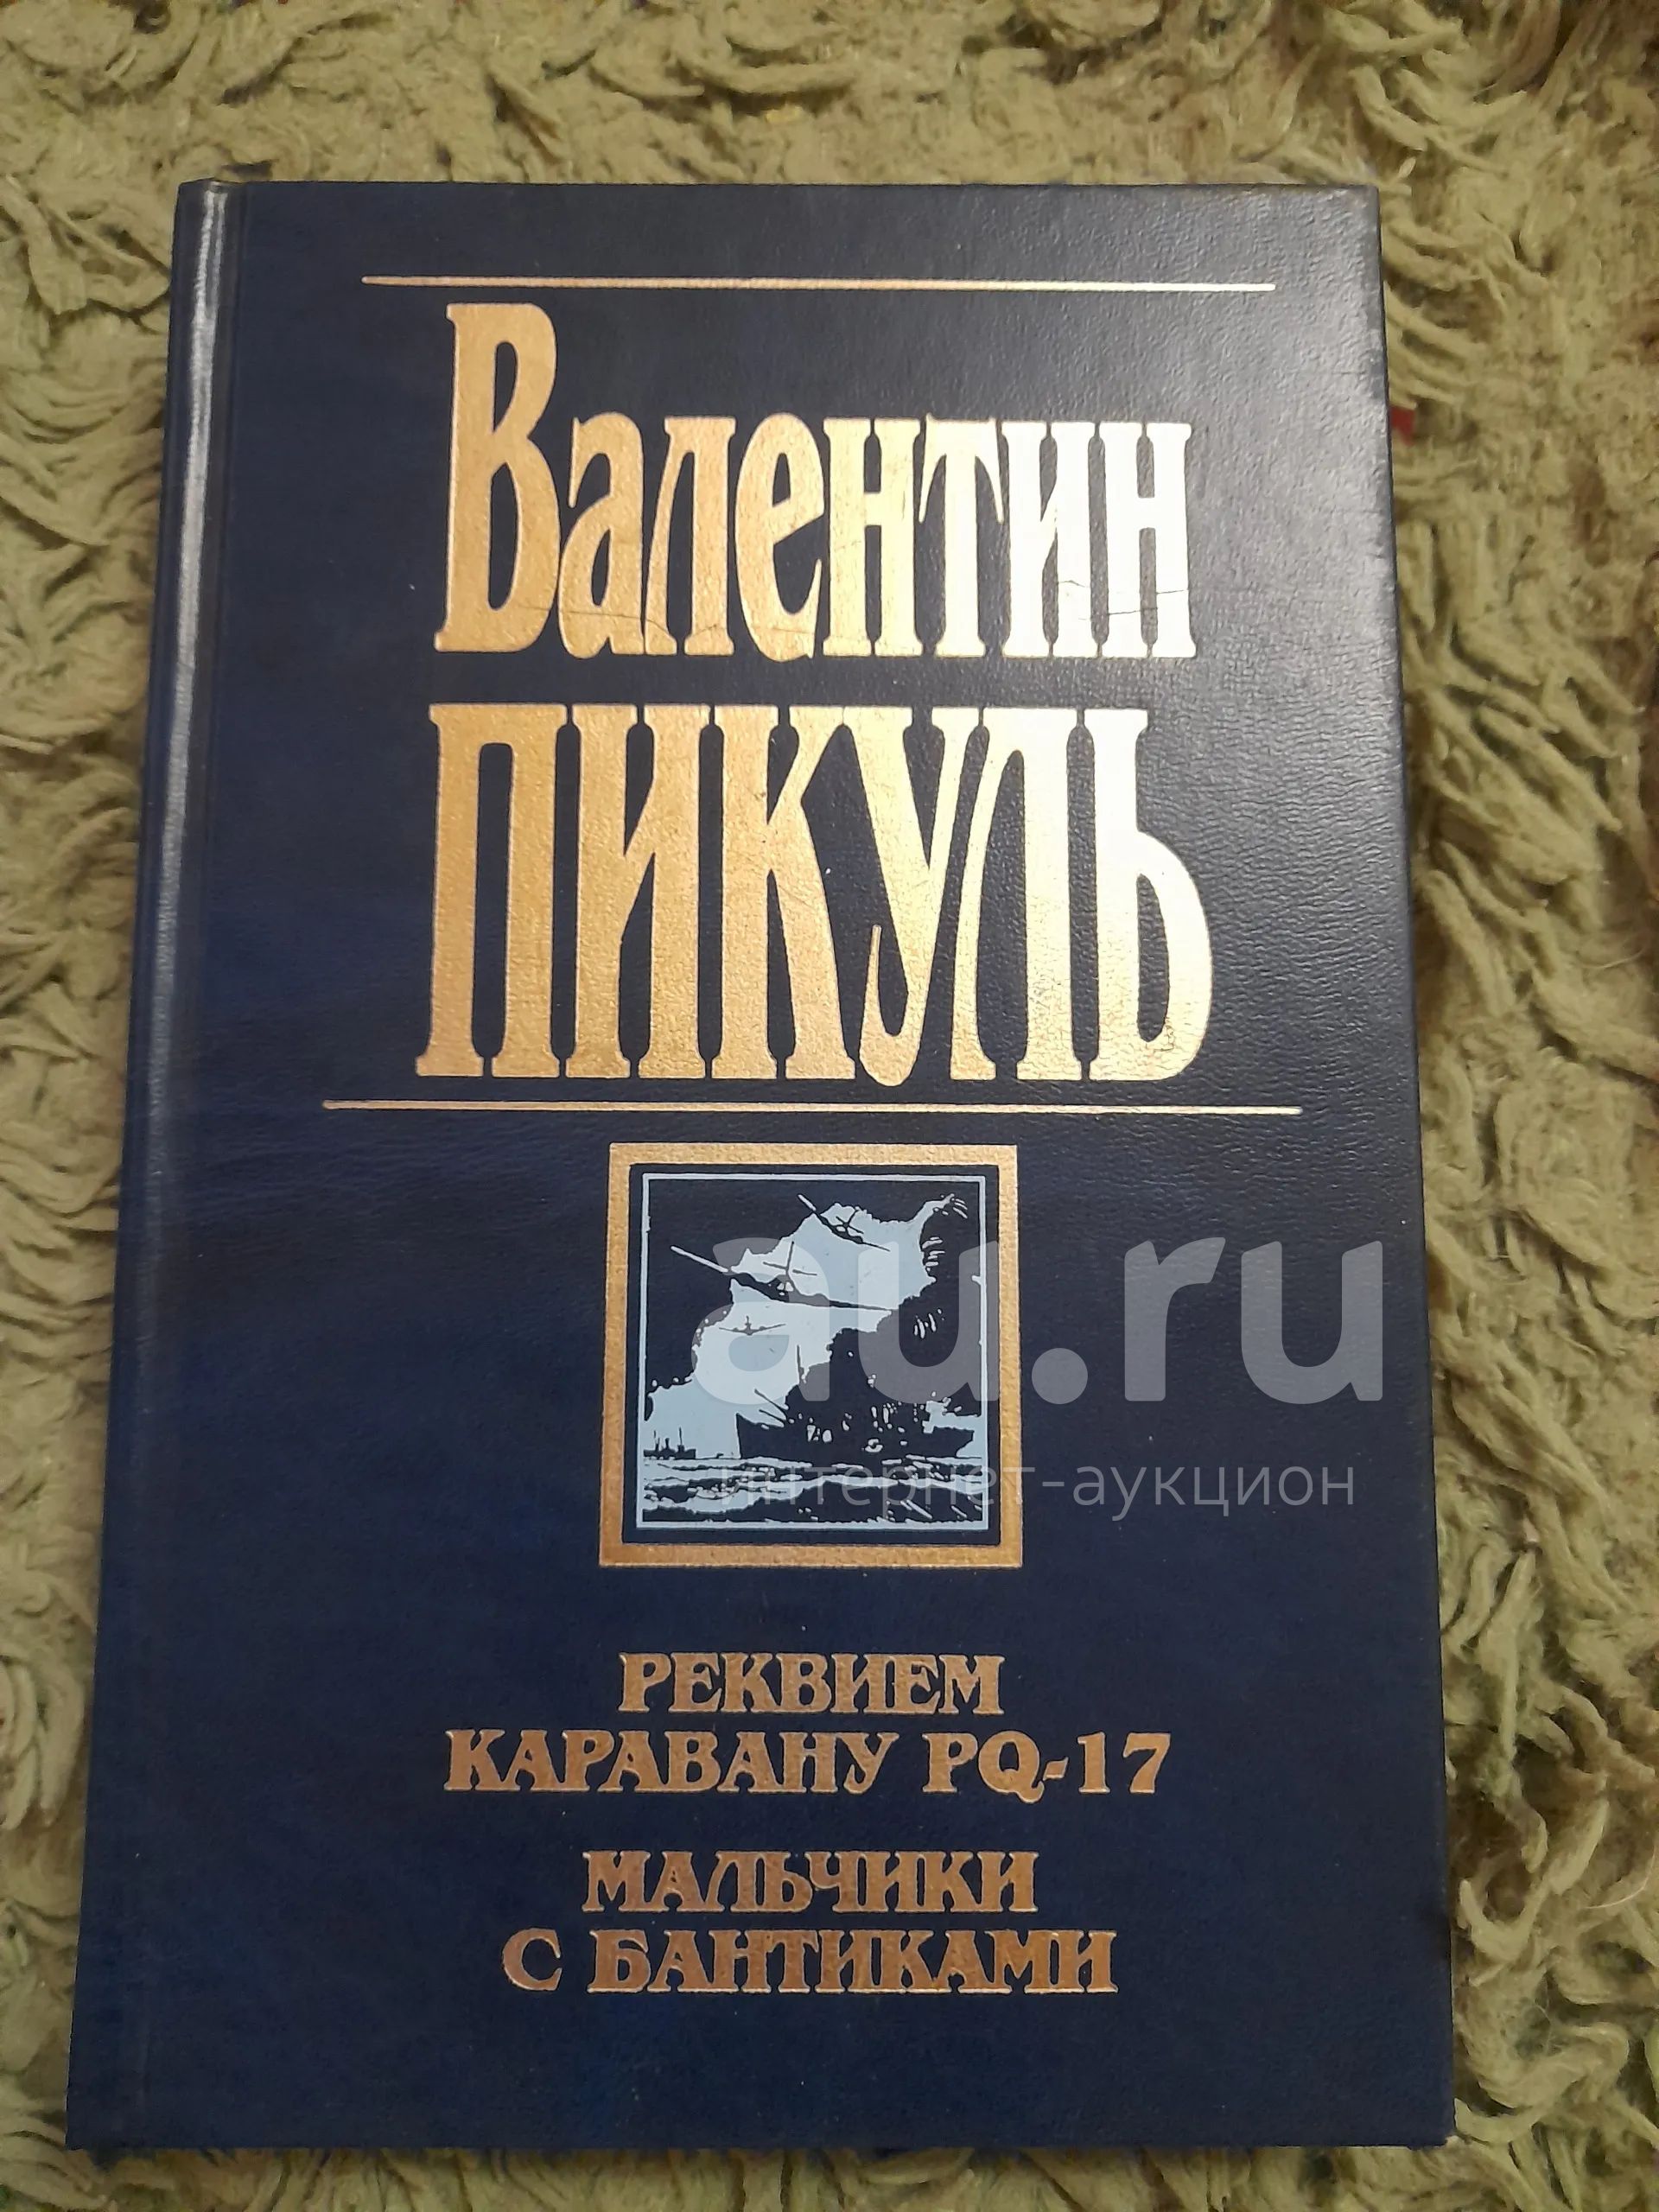 Валентин
ПИКУЛЬ
au.ru
интернет-аукцион
РЕКВИЕМ
КАРАВАНУ PQ-17
МАЛЬЧИКИ
С БАНТИКАМИ